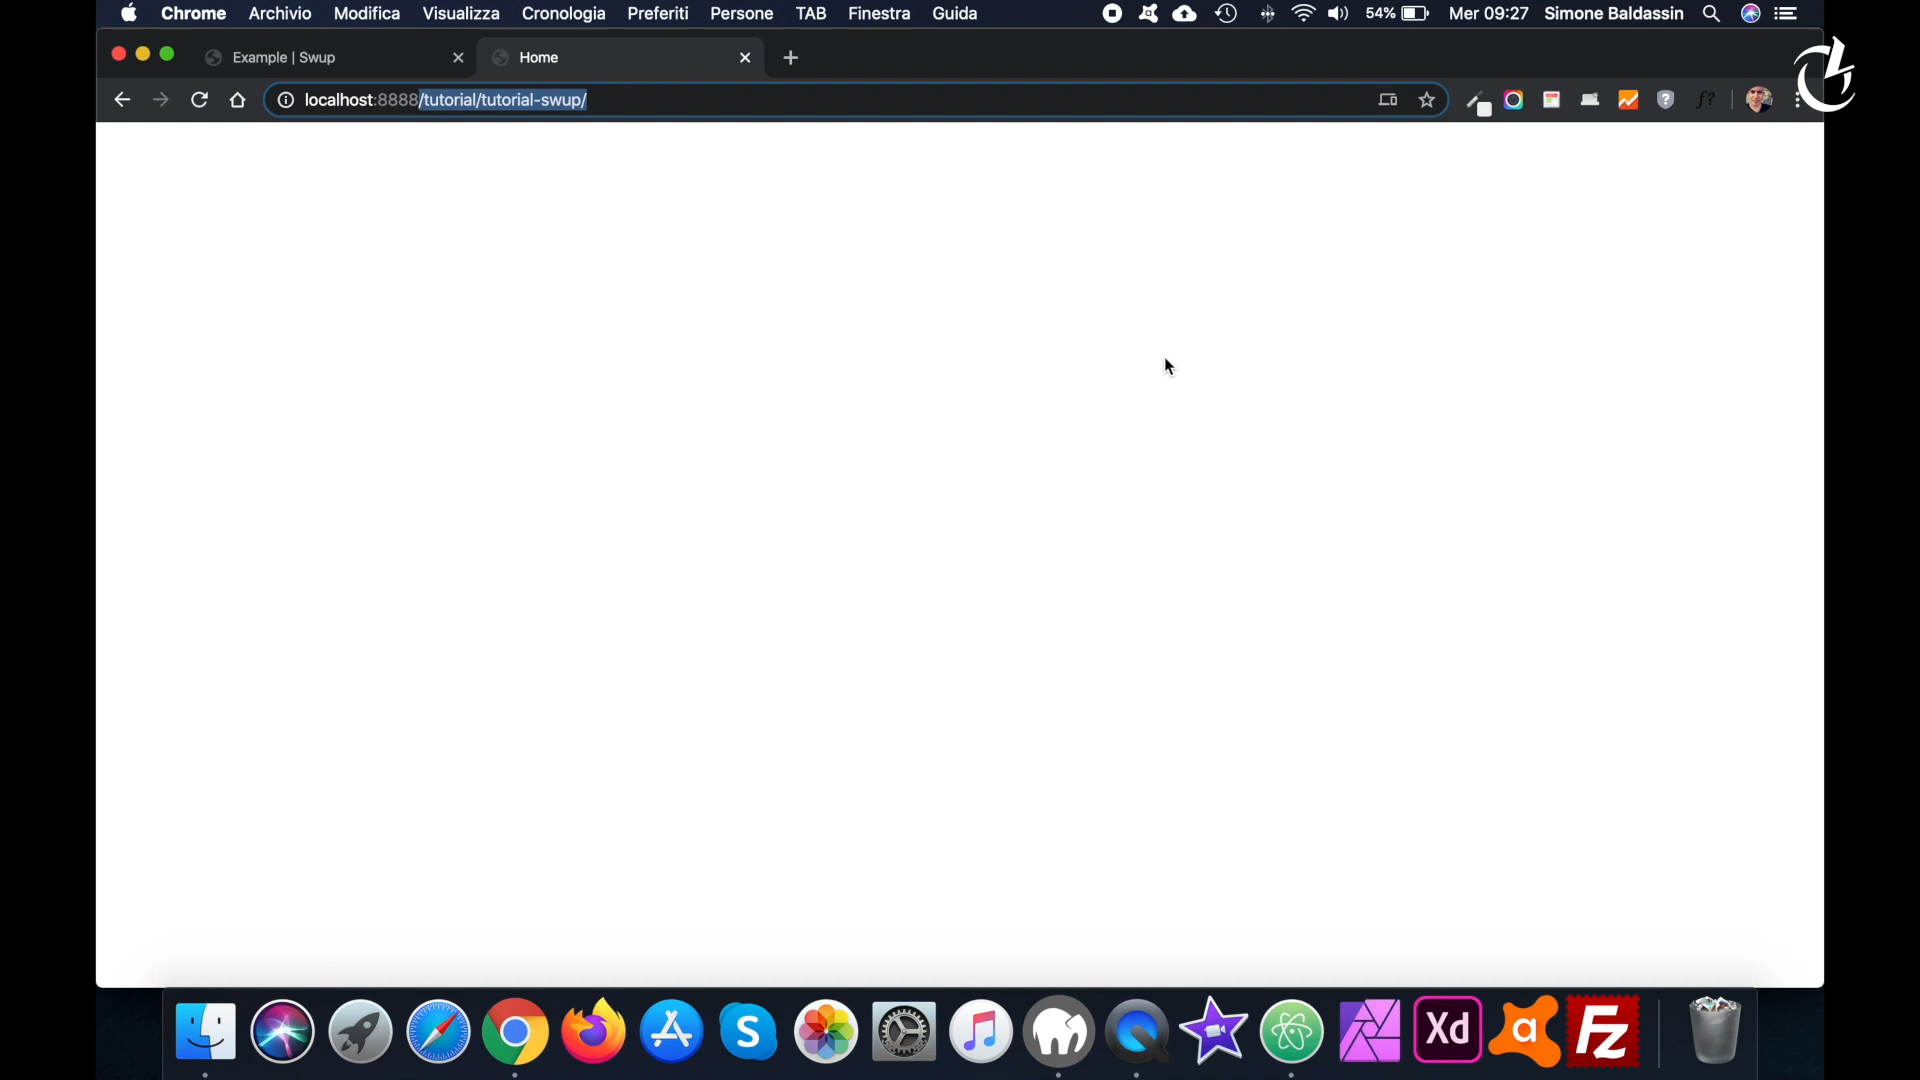 Chrome Archivio Modifica Visualizza Cronologia Preferiti Persone TAB Finestra Guida 54% Mer 09:27 Simone Baldassin
Example | Swup Home
localhost:8888/tutorial/tutorial-swup/ f?
S Xd a Fz